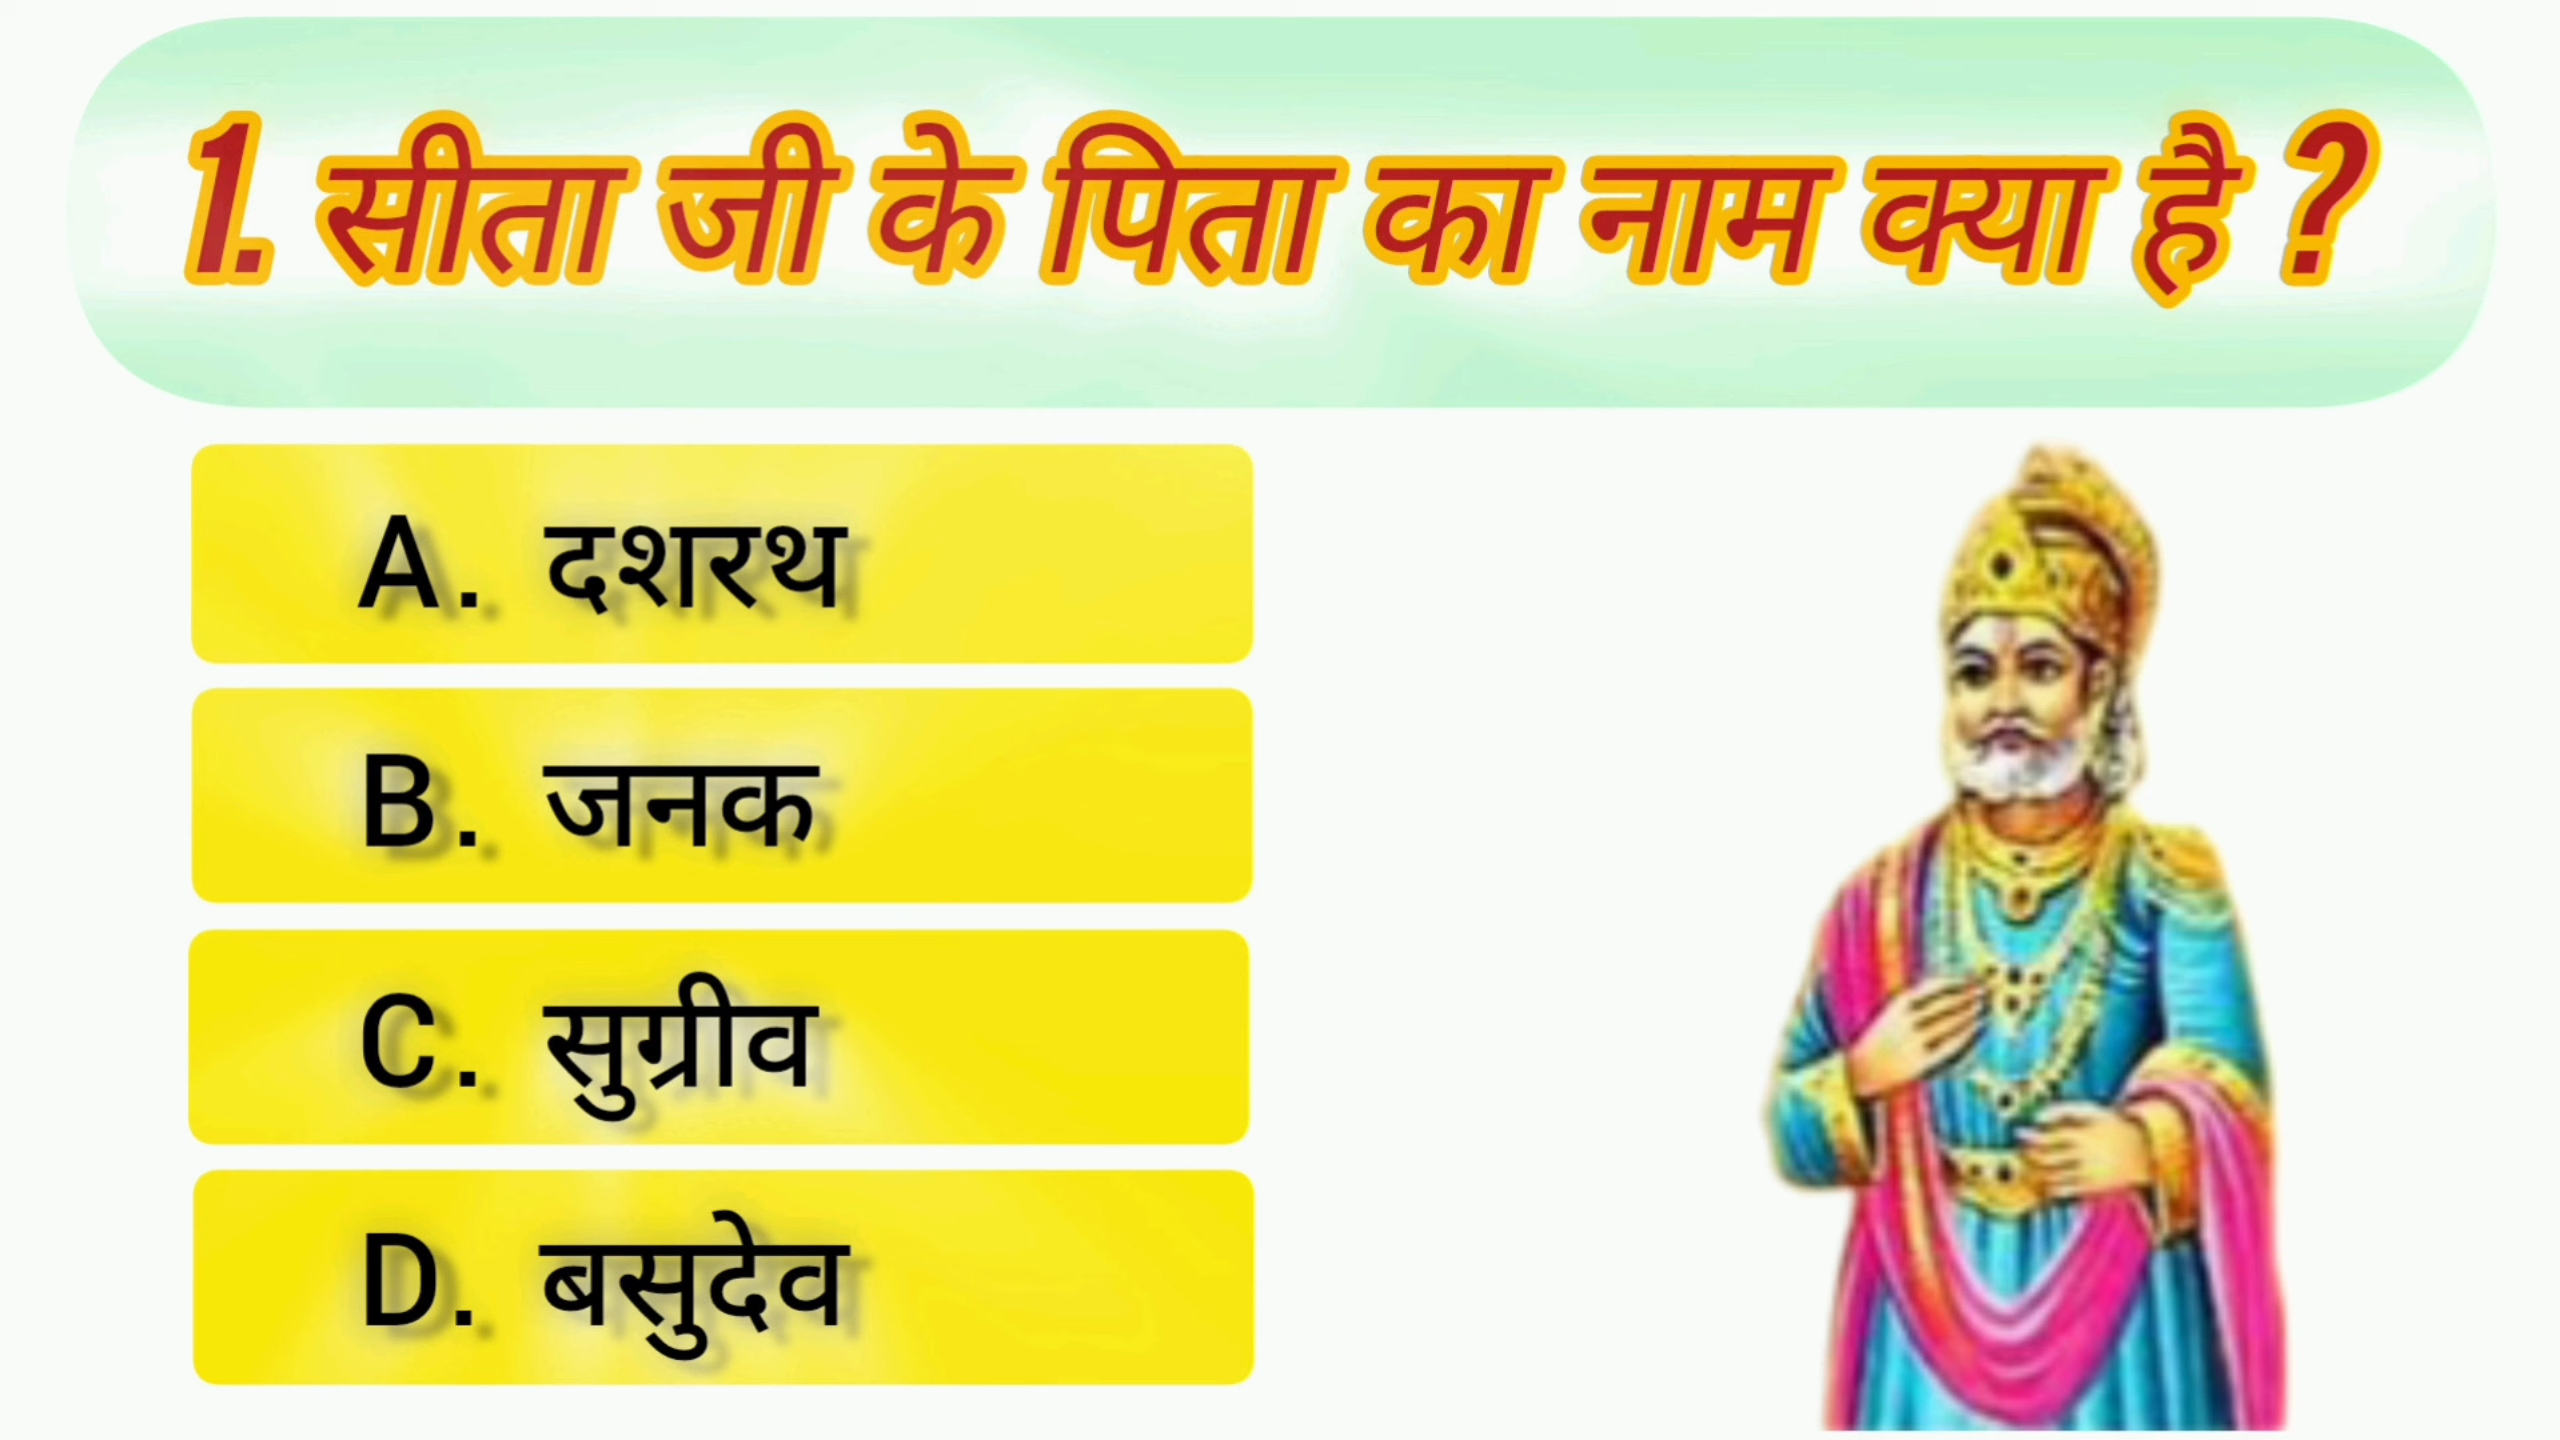 1. सीता जी के पिता का नाम क्या है ?
A. दशरथ
B. जनक
C. सुग्रीव
D. बसुदेव